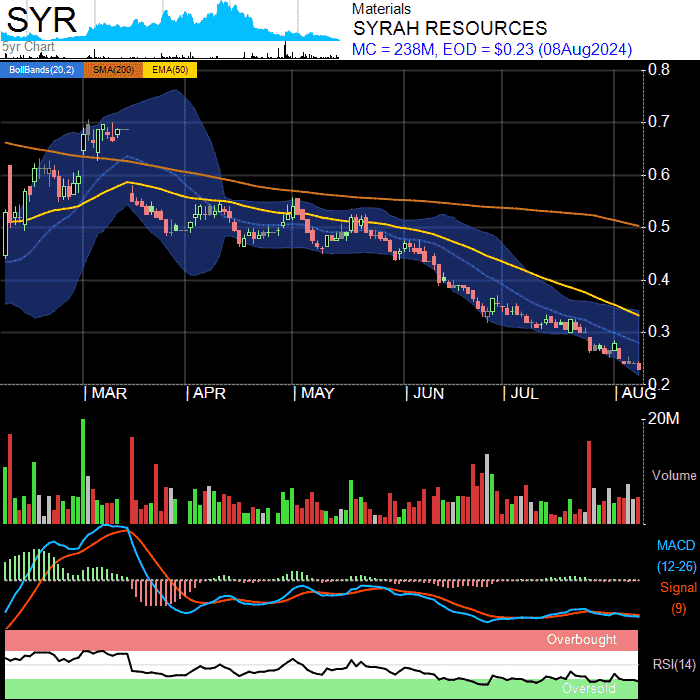 SYR
5yr Chart
Materials
SYRAH RESOURCES
MC = 238M, EOD = $0.23 (08Aug2024)
BollBands(20,2) SMA(200) EMA(50)
0.8
0.7
0.6
0.5
0.4
0.3
0.2
MAR APR MAY JUN JUL AUG
20M
Volume
MACD
(12-26)
Signal
(9)
Overbought
RSI(14)
Oversold